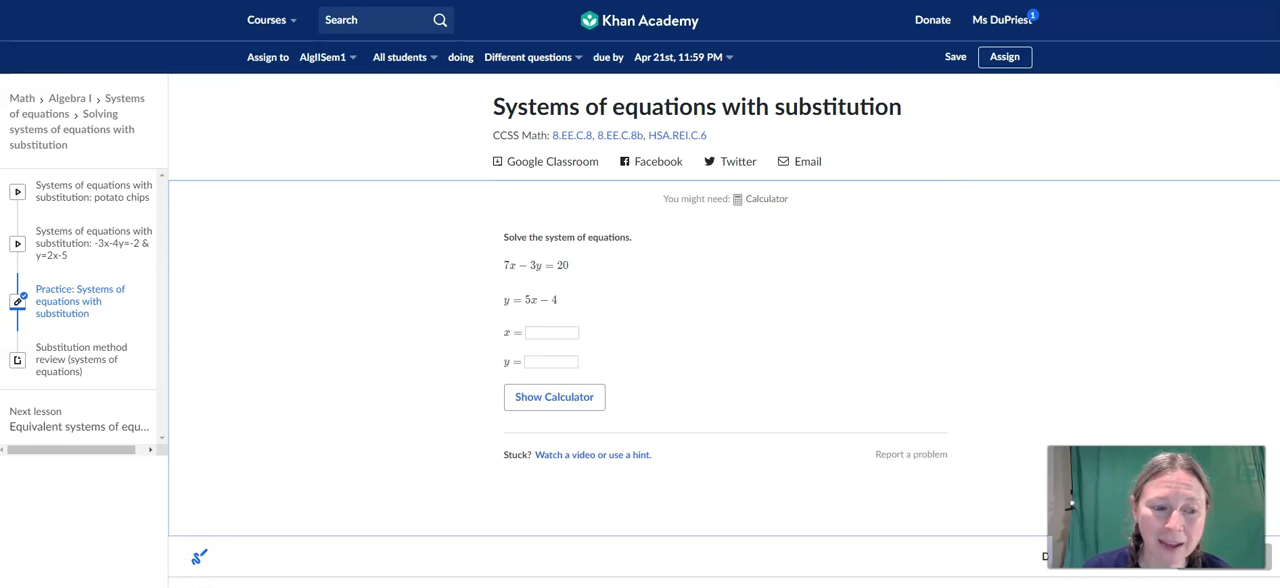 Courses
Search
Khan Academy
Donate
Ms DuPriest
1
Assign to
AlgIISem1
All students
doing
Different questions
due by
Apr 21st, 11:59 PM
Save
Assign
Math > Algebra I > Systems
of equations > Solving
systems of equations with
substitution
Systems of equations with
substitution: potato chips
Systems of equations with
substitution: -3x-4y=-2 &
y=2x-5
Practice: Systems of
equations with
substitution
Substitution method
review (systems of
equations)
Next lesson
Equivalent systems of equ...
Systems of equations with substitution
CCSS Math: 8.EE.C.8, 8.EE.C.8b, HSA.REI.C.6
Google Classroom
Facebook
Twitter
Email
You might need: Calculator
Solve the system of equations.
7x − 3y = 20
y = 5x − 4
x =
y =
Show Calculator
Stuck? Watch a video or use a hint.
Report a problem